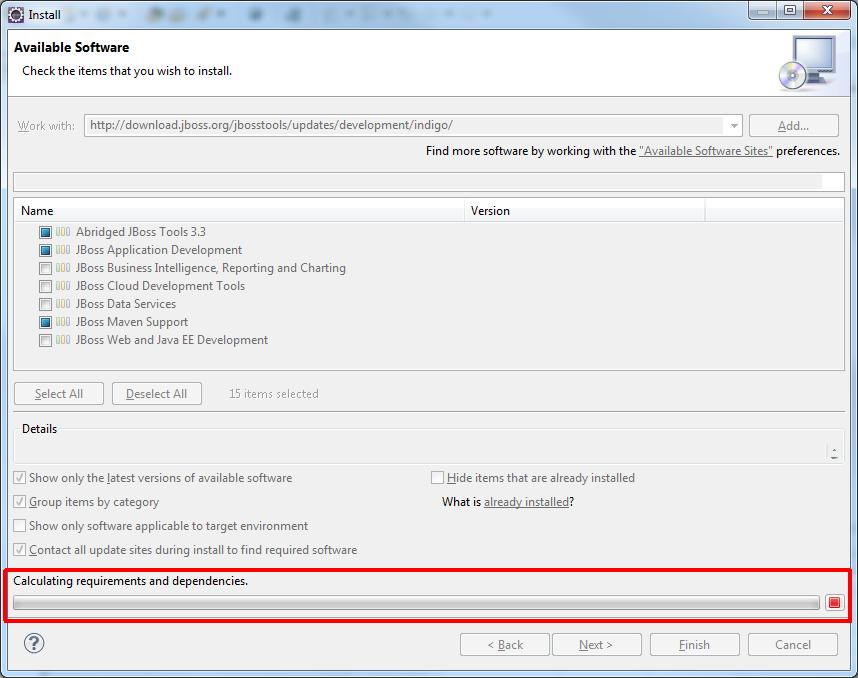 Install
Available Software
Check the items that you wish to install.
Work with: http://download.jboss.org/jbosstools/updates/development/indigo/ Add...
Find more software by working with the "Available Software Sites" preferences.
Name Version
Abridged JBoss Tools 3.3
JBoss Application Development
JBoss Business Intelligence, Reporting and Charting
JBoss Cloud Development Tools
JBoss Data Services
JBoss Maven Support
JBoss Web and Java EE Development
Select All Deselect All 15 items selected
Details
Show only the latest versions of available software Hide items that are already installed
Group items by category What is already installed?
Show only software applicable to target environment
Contact all update sites during install to find required software
Calculating requirements and dependencies.
? < Back Next > Finish Cancel